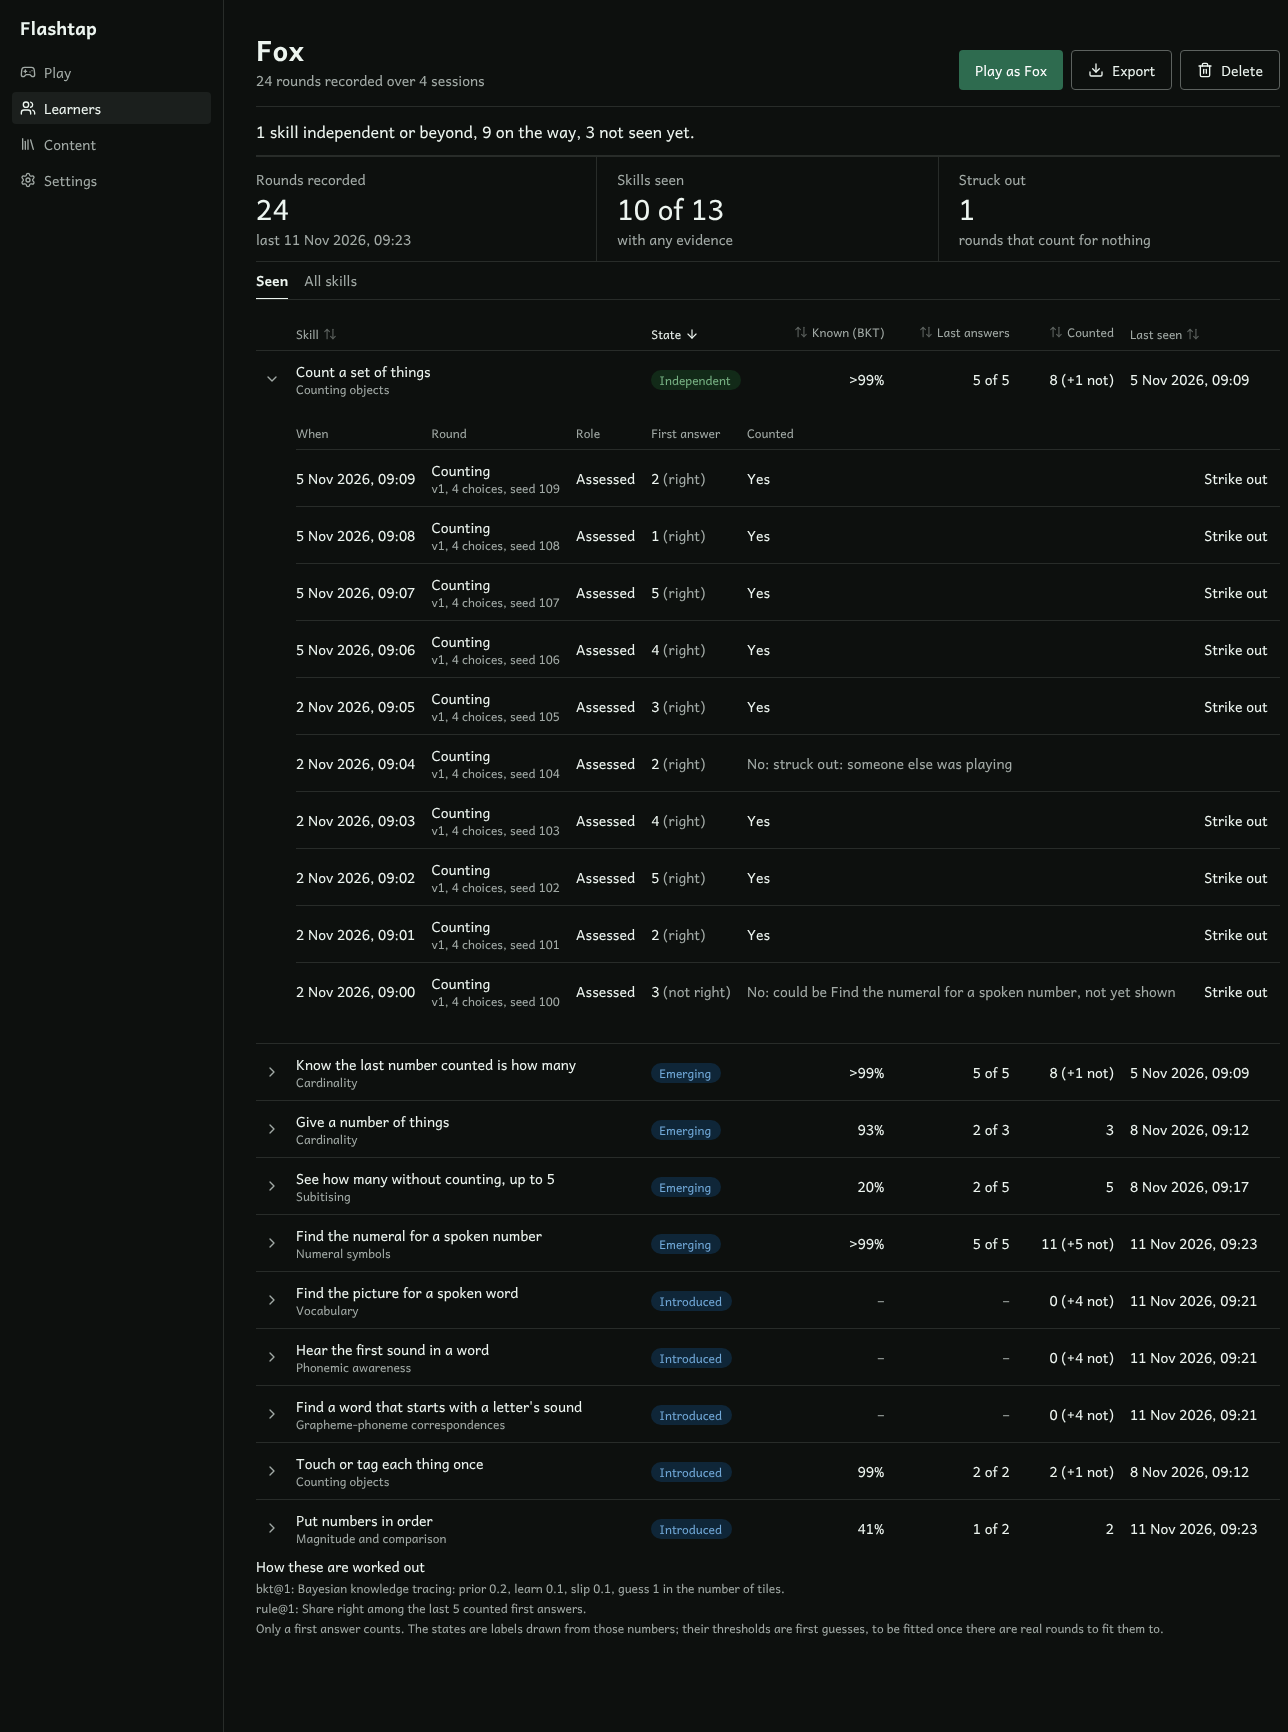 Flashtap
Play
Learners
Content
Settings
Fox
24 rounds recorded over 4 sessions
Play as Fox
Export
Delete
1 skill independent or beyond, 9 on the way, 3 not seen yet.
Rounds recorded
24
last 11 Nov 2026, 09:23
Skills seen
10 of 13
with any evidence
Struck out
1
rounds that count for nothing
Seen All skills
Skill State Known (BKT) Last answers Counted Last seen
Count a set of things
Counting objects
Independent >99% 5 of 5 8 (+1 not) 5 Nov 2026, 09:09
When Round Role First answer Counted
5 Nov 2026, 09:09 Counting Assessed 2 (right) Yes Strike out
v1, 4 choices, seed 109
5 Nov 2026, 09:08 Counting Assessed 1 (right) Yes Strike out
v1, 4 choices, seed 108
5 Nov 2026, 09:07 Counting Assessed 5 (right) Yes Strike out
v1, 4 choices, seed 107
5 Nov 2026, 09:06 Counting Assessed 4 (right) Yes Strike out
v1, 4 choices, seed 106
2 Nov 2026, 09:05 Counting Assessed 3 (right) Yes Strike out
v1, 4 choices, seed 105
2 Nov 2026, 09:04 Counting Assessed 2 (right) No: struck out: someone else was playing
v1, 4 choices, seed 104
2 Nov 2026, 09:03 Counting Assessed 4 (right) Yes Strike out
v1, 4 choices, seed 103
2 Nov 2026, 09:02 Counting Assessed 5 (right) Yes Strike out
v1, 4 choices, seed 102
2 Nov 2026, 09:01 Counting Assessed 2 (right) Yes Strike out
v1, 4 choices, seed 101
2 Nov 2026, 09:00 Counting Assessed 3 (not right) No: could be Find the numeral for a spoken number, not yet shown Strike out
v1, 4 choices, seed 100
Know the last number counted is how many
Cardinality
Emerging >99% 5 of 5 8 (+1 not) 5 Nov 2026, 09:09
Give a number of things
Cardinality
Emerging 93% 2 of 3 3 8 Nov 2026, 09:12
See how many without counting, up to 5
Subitising
Emerging 20% 2 of 5 5 8 Nov 2026, 09:17
Find the numeral for a spoken number
Numeral symbols
Emerging >99% 5 of 5 11 (+5 not) 11 Nov 2026, 09:23
Find the picture for a spoken word
Vocabulary
Introduced – – 0 (+4 not) 11 Nov 2026, 09:21
Hear the first sound in a word
Phonemic awareness
Introduced – – 0 (+4 not) 11 Nov 2026, 09:21
Find a word that starts with a letter's sound
Grapheme-phoneme correspondences
Introduced – – 0 (+4 not) 11 Nov 2026, 09:21
Touch or tag each thing once
Counting objects
Introduced 99% 2 of 2 2 (+1 not) 8 Nov 2026, 09:12
Put numbers in order
Magnitude and comparison
Introduced 41% 1 of 2 2 11 Nov 2026, 09:23
How these are worked out
bkt@1: Bayesian knowledge tracing: prior 0.2, learn 0.1, slip 0.1, guess 1 in the number of tiles.
rule@1: Share right among the last 5 counted first answers.
Only a first answer counts. The states are labels drawn from those numbers; their thresholds are first guesses, to be fitted once there are real rounds to fit them to.